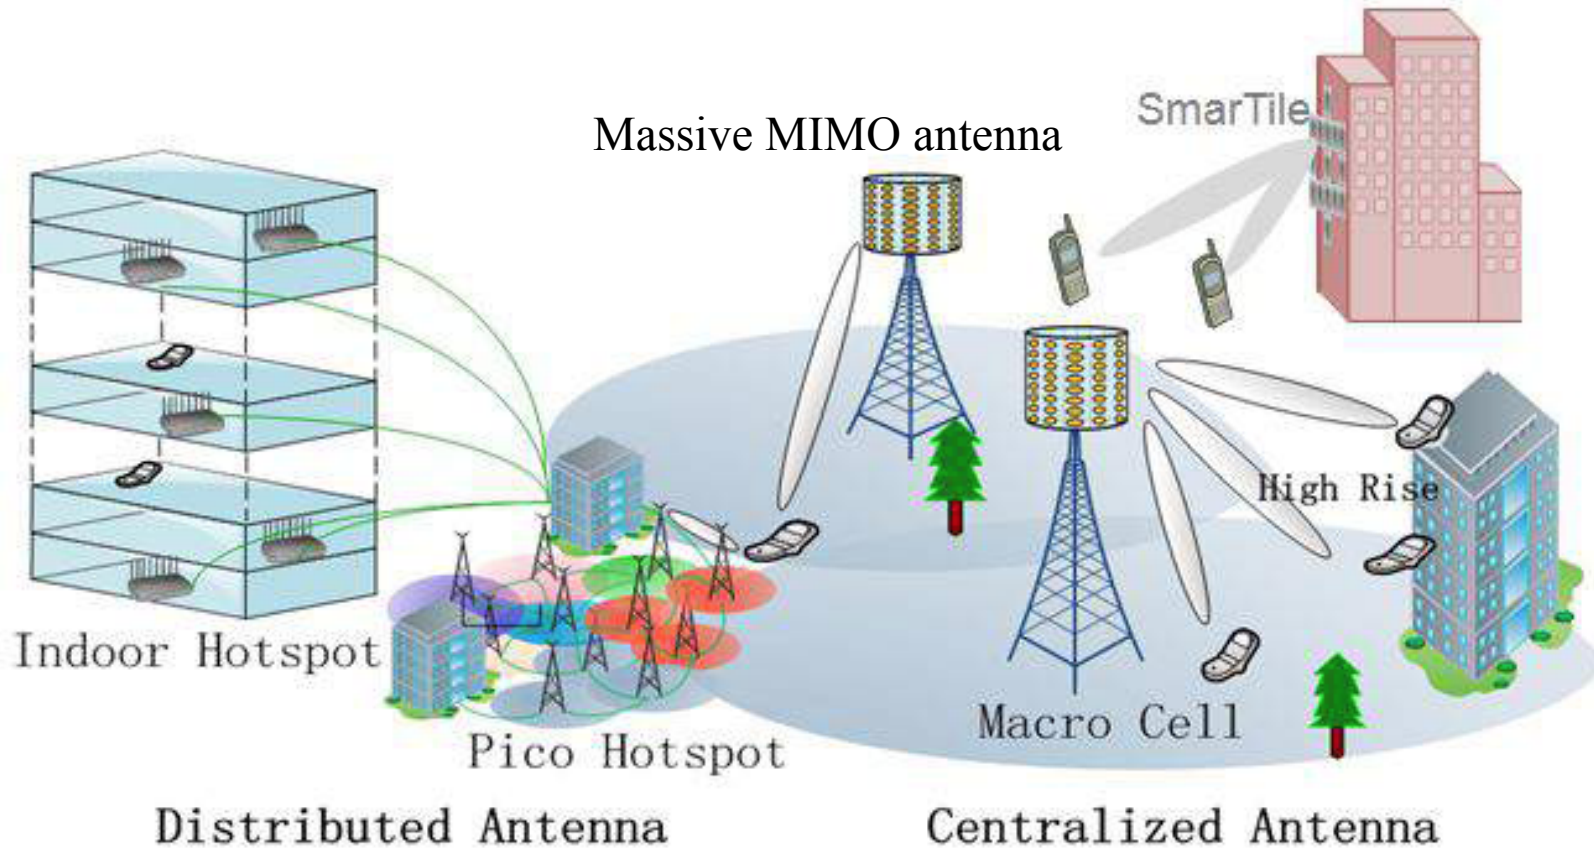 SmarTile
Massive MIMO antenna
High Rise
Indoor Hotspot
Macro Cell
Pico Hotspot
Distributed Antenna
Centralized Antenna